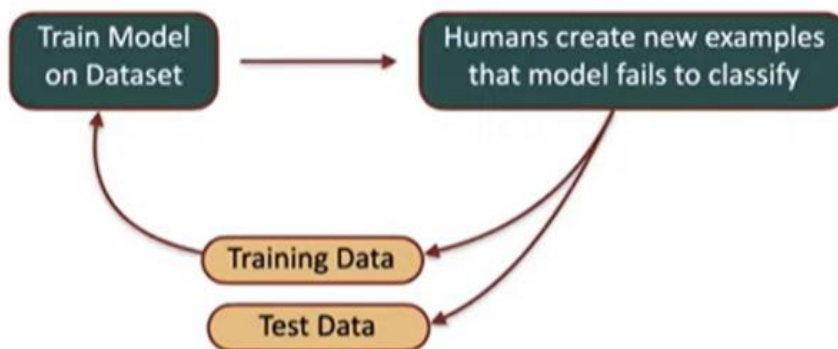 Train Model
on Dataset
Humans create new examples
that model fails to classify
Training Data
Test Data